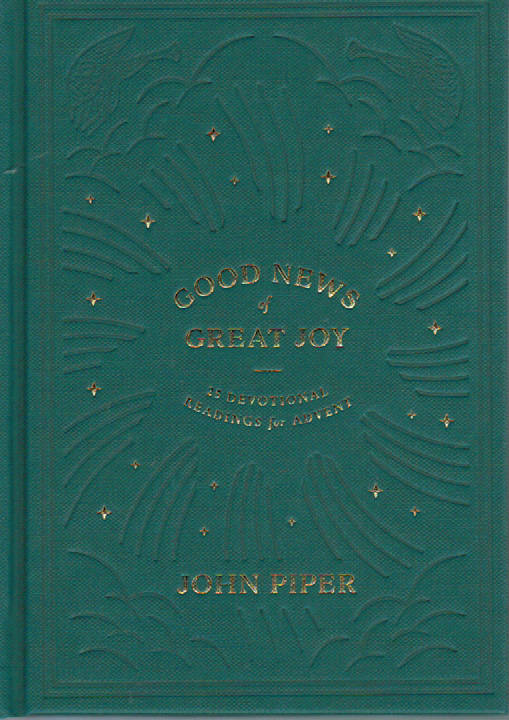 GOOD NEWS
of
GREAT JOY
25 DEVOTIONAL
READINGS for ADVENT
JOHN PIPER